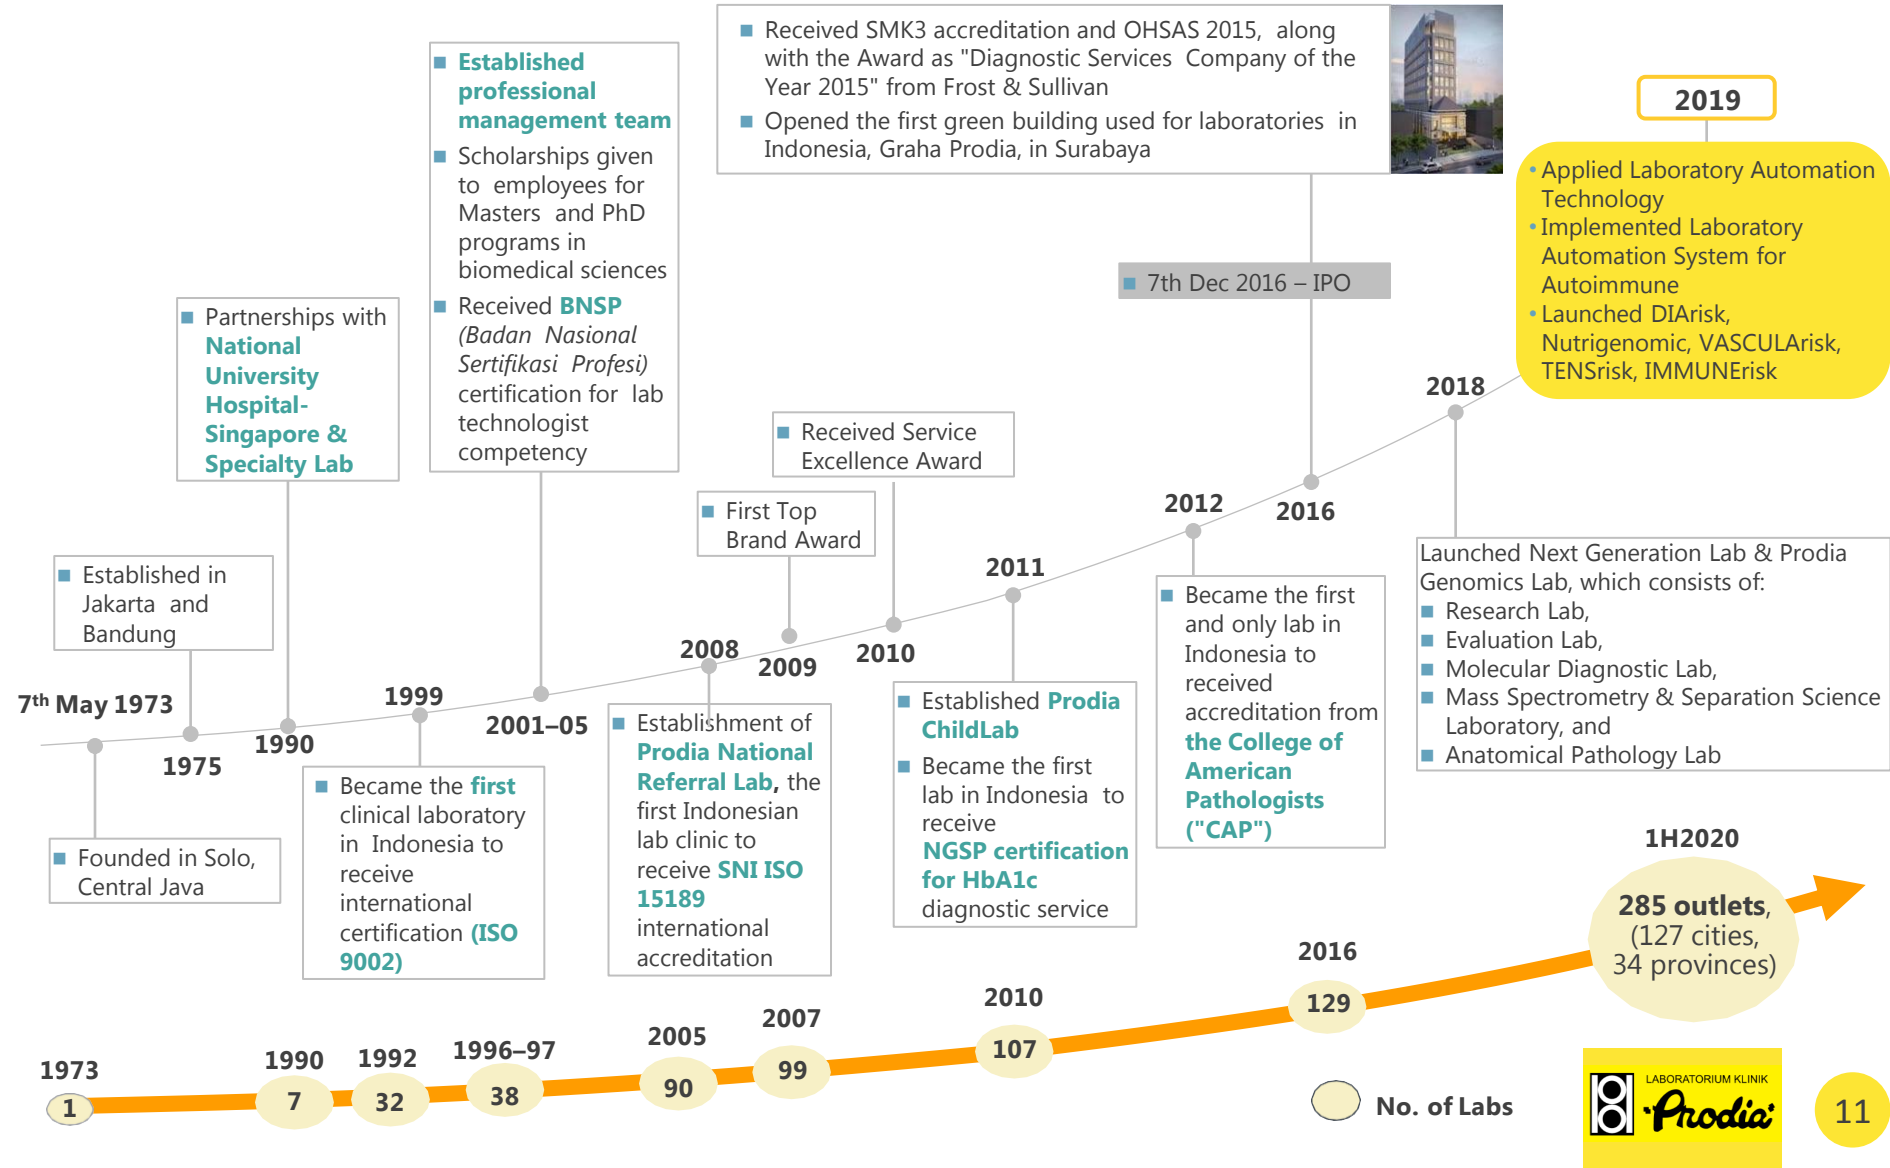 7th May 1973
Founded in Solo,
Central Java
Established in
Jakarta and
Bandung
1975
Partnerships with
National
University
Hospital-
Singapore &
Specialty Lab
1990
1999
Became the first
clinical laboratory
in Indonesia to
receive
international
certification (ISO
9002)
Established
professional
management team
Scholarships given
to employees for
Masters and PhD
programs in
biomedical sciences
Received BNSP
(Badan Nasional
Sertifikasi Profesi)
certification for lab
technologist
competency
2001–05
2008
Establishment of
Prodia National
Referral Lab, the
first Indonesian
lab clinic to
receive SNI ISO
15189
international
accreditation
First Top
Brand Award
2009
Received Service
Excellence Award
2010
2011
Established Prodia
ChildLab
Became the first
lab in Indonesia to
receive
NGSP certification
for HbA1c
diagnostic service
2012
Became the first
and only lab in
Indonesia to
received
accreditation from
the College of
American
Pathologists
("CAP")
Received SMK3 accreditation and OHSAS 2015, along
with the Award as "Diagnostic Services Company of the
Year 2015" from Frost & Sullivan
Opened the first green building used for laboratories in
Indonesia, Graha Prodia, in Surabaya
7th Dec 2016 – IPO
2016
2018
Launched Next Generation Lab & Prodia
Genomics Lab, which consists of:
Research Lab,
Evaluation Lab,
Molecular Diagnostic Lab,
Mass Spectrometry & Separation Science
Laboratory, and
Anatomical Pathology Lab
2019
Applied Laboratory Automation
Technology
Implemented Laboratory
Automation System for
Autoimmune
Launched DIArisk,
Nutrigenomic, VASCULArisk,
TENSrisk, IMMUNErisk
1973
1
1990
7
1992
32
1996–97
38
2005
90
2007
99
2010
107
2016
129
1H2020
285 outlets,
(127 cities,
34 provinces)
No. of Labs
LABORATORIUM KLINIK
Prodia
11